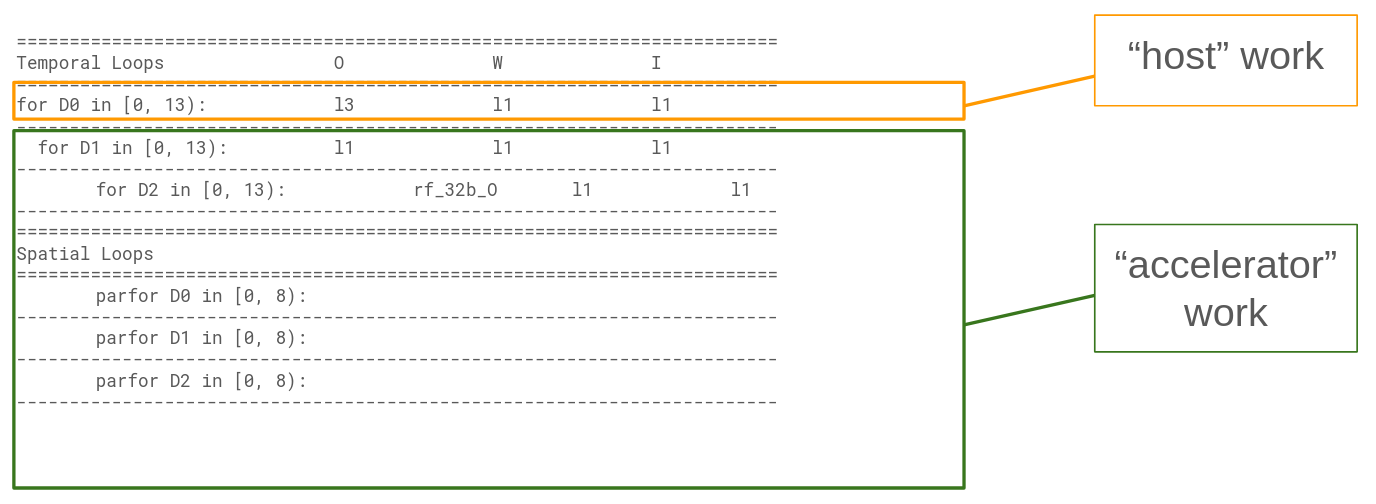 ========================================================================
Temporal Loops                O              W              I
========================================================================
for D0 in [0, 13):            l3             l1             l1
------------------------------------------------------------------------
  for D1 in [0, 13):          l1             l1             l1
------------------------------------------------------------------------
for D2 in [0, 13):            rf_32b_O       l1             l1
------------------------------------------------------------------------
========================================================================
Spatial Loops
========================================================================
parfor D0 in [0, 8):
------------------------------------------------------------------------
parfor D1 in [0, 8):
------------------------------------------------------------------------
parfor D2 in [0, 8):
------------------------------------------------------------------------
“host” work
“accelerator”
work